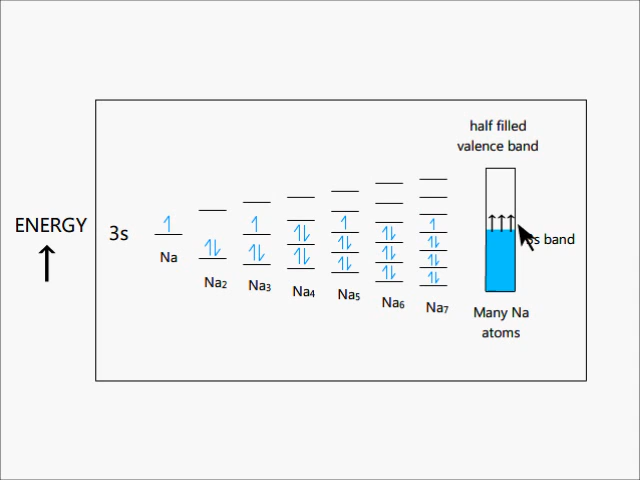 half filled
valence band
ENERGY
3s
s band
Na
Na₂
Na₃
Na₄
Na₅
Na₆
Na₇
Many Na
atoms